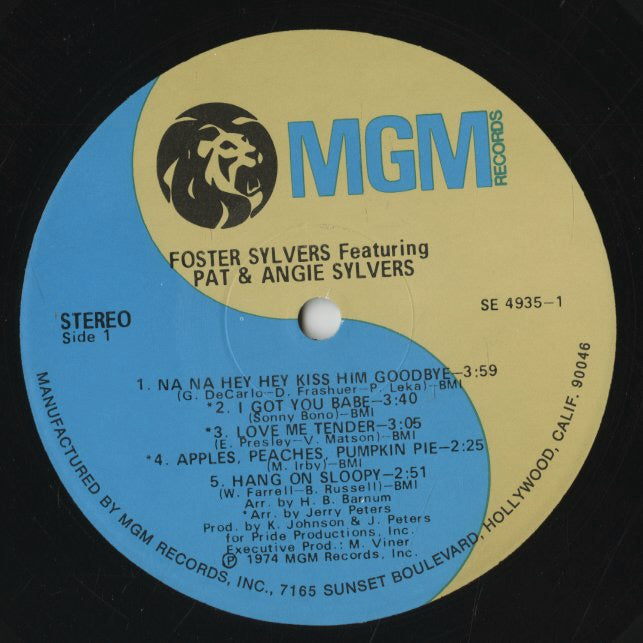 MGM RECORDS
FOSTER SYLVERS Featuring
PAT & ANGIE SYLVERS
SE 4935-1
STEREO
Side 1
1. NA NA HEY HEY KISS HIM GOODBYE-3:59
(G. DeCarlo-D. Frashuer-P. Leka)-BMI
*2. I GOT YOU BABE-3:40
(Sonny Bono)-BMI
*3. LOVE ME TENDER-3:05
(E. Presley-V. Matson)-BMI
*4. APPLES, PEACHES, PUMPKIN PIE-2:25
(M. Irby)-BMI
5. HANG ON SLOOPY-2:51
(W. Farrell-B. Russell)-BMI
Arr. by H. B. Barnum
*Arr. by Jerry Peters
Prod. by K. Johnson & J. Peters
for Pride Productions, Inc.
Executive Prod.: M. Viner
Ⓟ 1974 MGM Records, Inc.
MANUFACTURED BY MGM RECORDS, INC., 7165 SUNSET BOULEVARD, HOLLYWOOD, CALIF. 90046